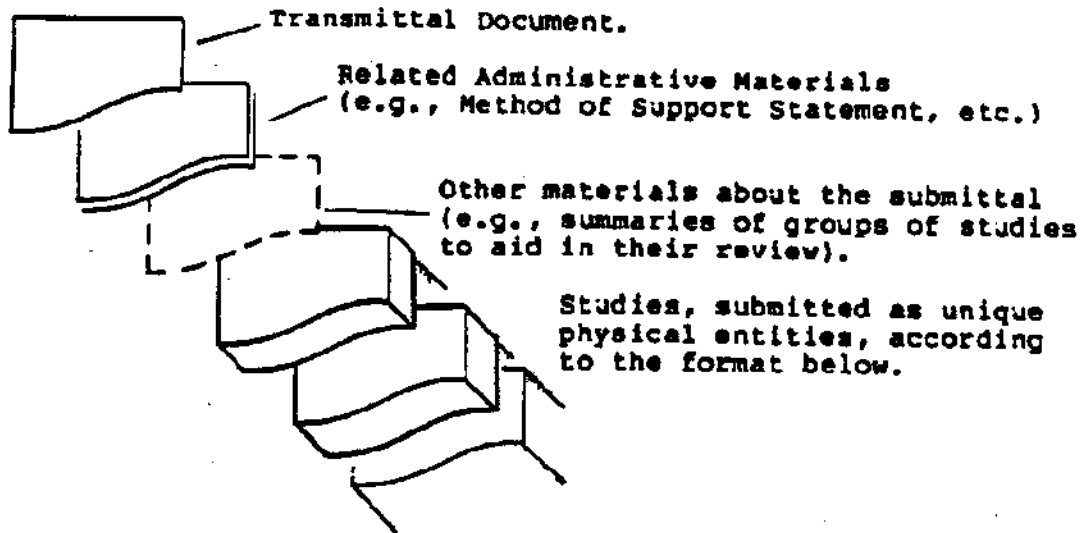 Transmittal Document.
Related Administrative Materials
(e.g., Method of Support Statement, etc.)
Other materials about the submittal
(e.g., summaries of groups of studies
to aid in their review).
Studies, submitted as unique
physical entities, according
to the format below.